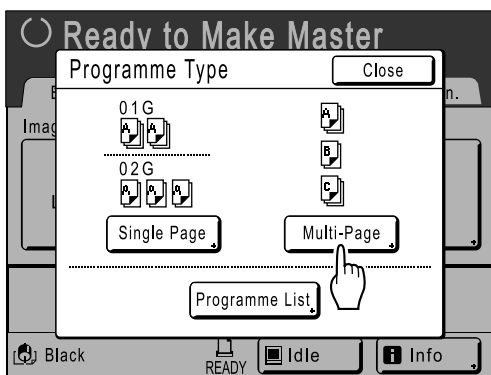 Ready to Make Master
Programme Type
Close
n.
Imag
01G
A A
A
B
C
02G
A A A
Single Page
Multi-Page
Programme List
Black
READY
Idle
i Info